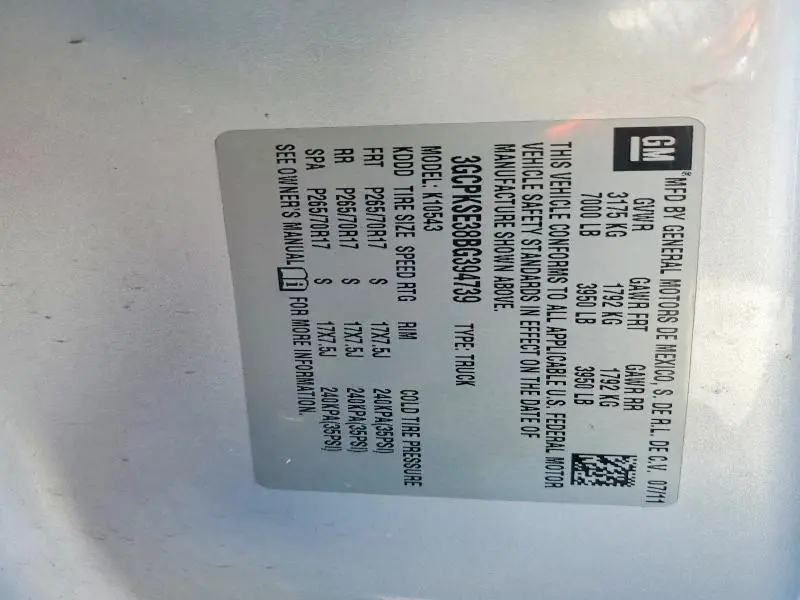 GM
MFD BY GENERAL MOTORS DE MEXICO, S. DE R.L. DE C.V. 07/11
GVWR GAWR FRT GAWR RR
3175 KG 1792 KG 1792 KG
7000 LB 3950 LB 3950 LB
THIS VEHICLE CONFORMS TO ALL APPLICABLE U.S. FEDERAL MOTOR
VEHICLE SAFETY STANDARDS IN EFFECT ON THE DATE OF
MANUFACTURE SHOWN ABOVE.
3GCPKSE39BG394739 TYPE: TRUCK
MODEL: K10543
KDDD TIRE SIZE SPEED RTG RIM COLD TIRE PRESSURE
FRT P265/70R17 S 17X7.5J 240KPA(35PSI)
RR P265/70R17 S 17X7.5J 240KPA(35PSI)
SPA P265/70R17 S 17X7.5J 240KPA(35PSI)
SEE OWNER'S MANUAL FOR MORE INFORMATION.